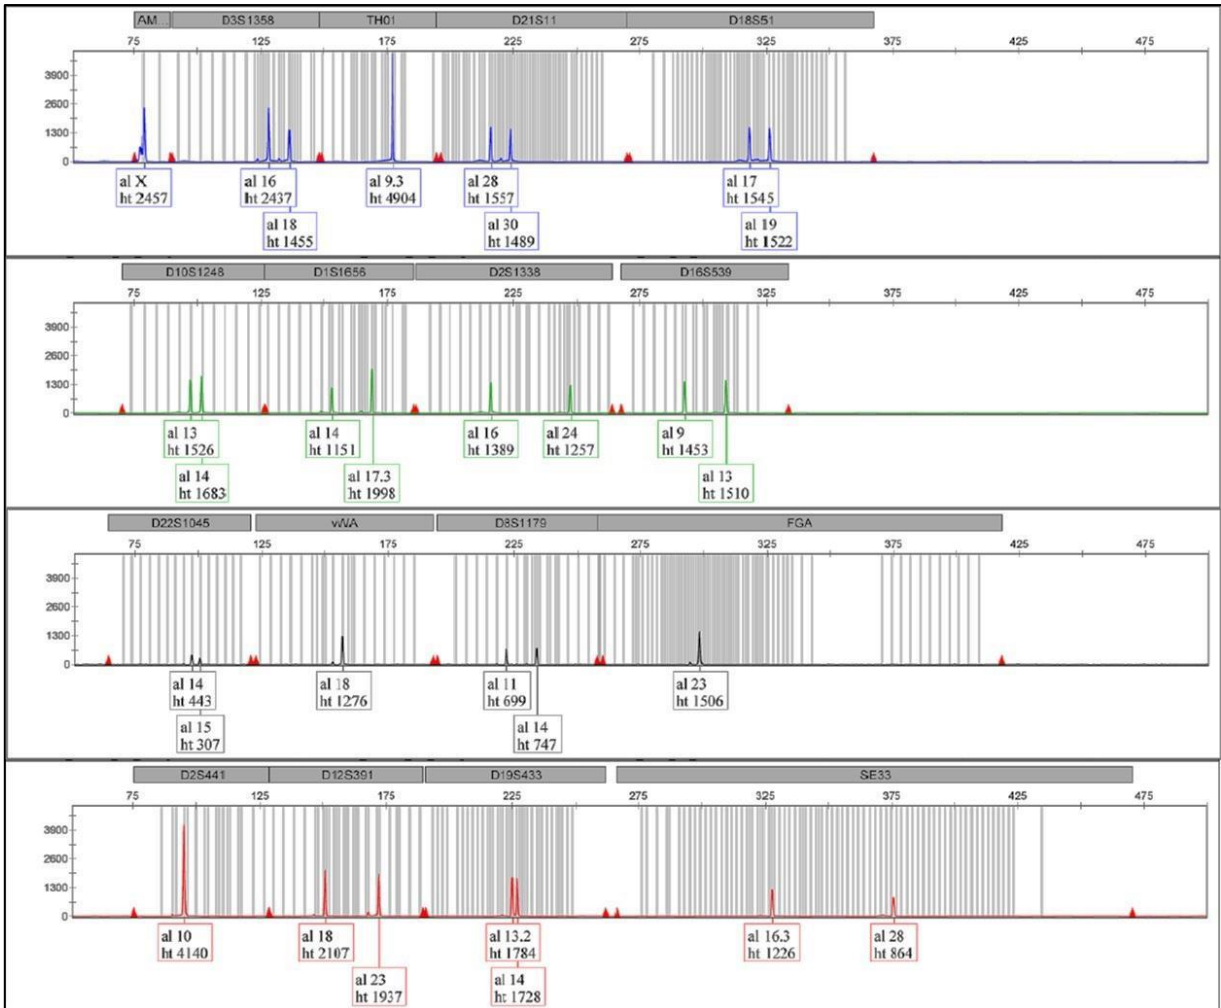 AM... D3S1358 TH01 D21S11 D18S51
75 125 175 225 275 325 375 425 475
3900
2600
1300
0
al X
ht 2457
al 16
ht 2437
al 18
ht 1455
al 9.3
ht 4904
al 28
ht 1557
al 30
ht 1489
al 17
ht 1545
al 19
ht 1522
D10S1248 D1S1656 D2S1338 D16S539
75 125 175 225 275 325 375 425 475
3900
2600
1300
0
al 13
ht 1526
al 14
ht 1683
al 14
ht 1151
al 17.3
ht 1998
al 16
ht 1389
al 24
ht 1257
al 9
ht 1453
al 13
ht 1510
D22S1045 vWA D8S1179 FGA
75 125 175 225 275 325 375 425 475
3900
2600
1300
0
al 14
ht 443
al 15
ht 307
al 18
ht 1276
al 11
ht 699
al 14
ht 747
al 23
ht 1506
D2S441 D12S391 D19S433 SE33
75 125 175 225 275 325 375 425 475
3900
2600
1300
0
al 10
ht 4140
al 18
ht 2107
al 23
ht 1937
al 13.2
ht 1784
al 14
ht 1728
al 16.3
ht 1226
al 28
ht 864